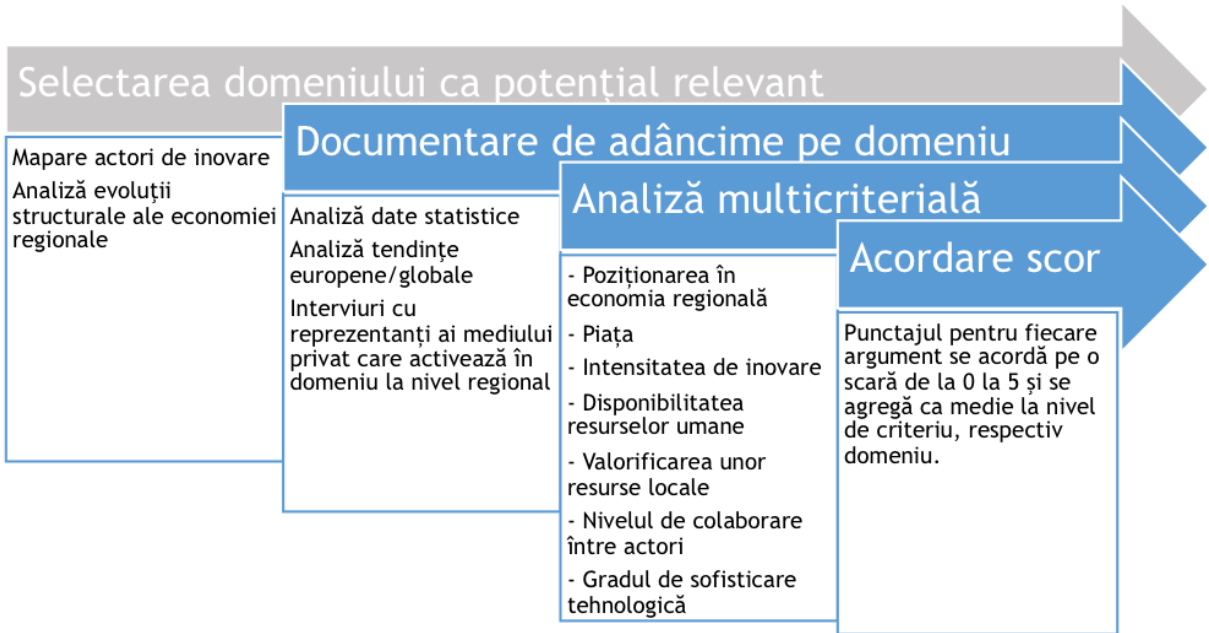 Selectarea domeniului ca potențial relevant
Mapare actori de inovare
Analiză evoluții
structurale ale economiei
regionale
Documentare de adâncime pe domeniu
Analiză date statistice
Analiză tendințe
europene/globale
Interviuri cu
reprezentanți ai mediului
privat care activează în
domeniu la nivel regional
Analiză multicriterială
- Poziționarea în
economia regională
- Piața
- Intensitatea de inovare
- Disponibilitatea
resurselor umane
- Valorificarea unor
resurse locale
- Nivelul de colaborare
între actori
- Gradul de sofisticare
tehnologică
Acordare scor
Punctajul pentru fiecare
argument se acordă pe o
scară de la 0 la 5 și se
agregă ca medie la nivel
de criteriu, respectiv
domeniu.